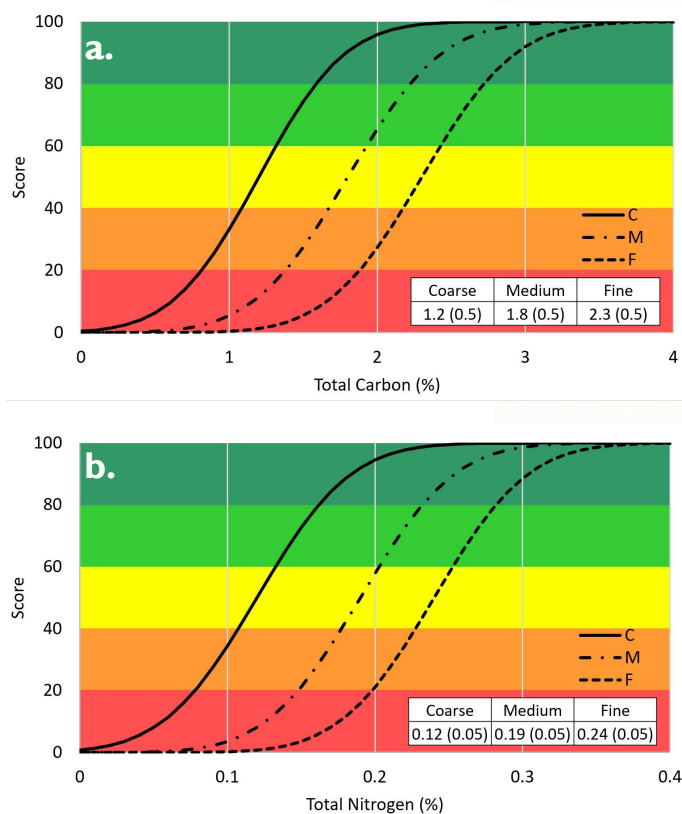 a.
100
80
60
40
20
0
Score
C
M
F
Coarse Medium Fine
1.2 (0.5) 1.8 (0.5) 2.3 (0.5)
0 1 2 3 4
Total Carbon (%)
b.
100
80
60
40
20
0
Score
C
M
F
Coarse Medium Fine
0.12 (0.05) 0.19 (0.05) 0.24 (0.05)
0 0.1 0.2 0.3 0.4
Total Nitrogen (%)